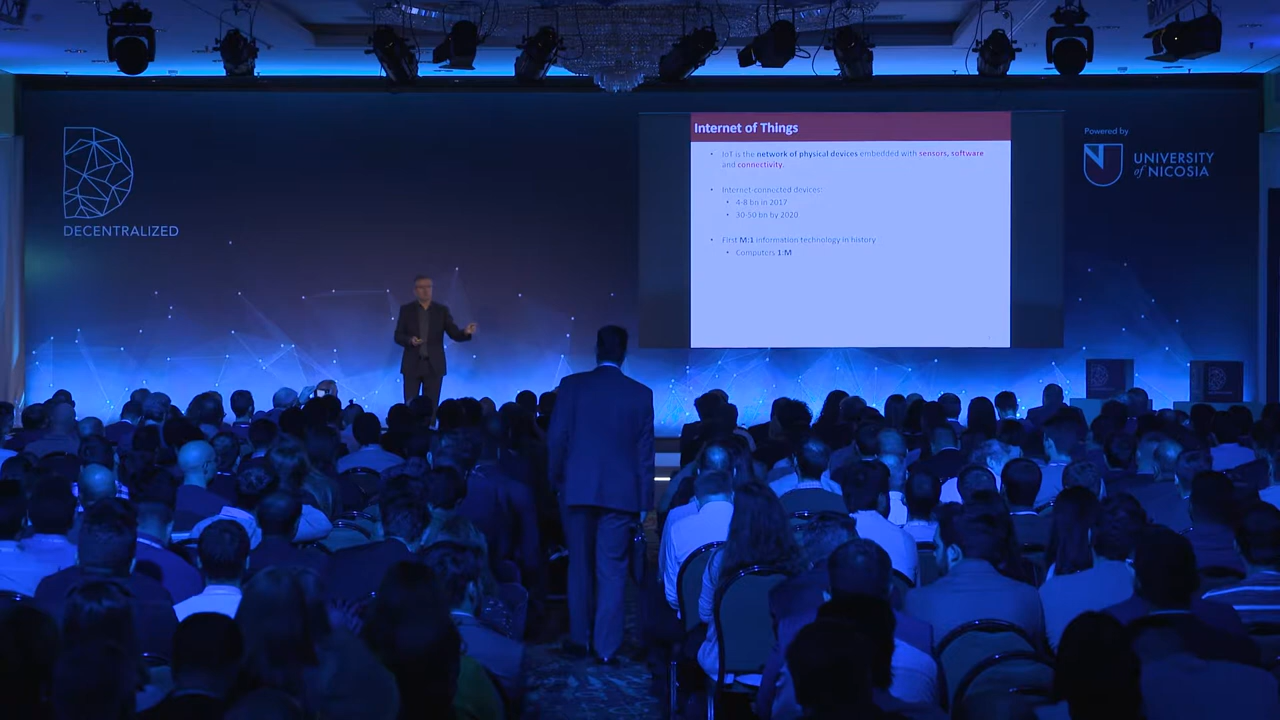 Internet of Things
• IoT is the network of physical devices embedded with sensors, software
and connectivity.
• Internet-connected devices:
• 4-8 bn in 2017
• 30-50 bn by 2020
• First M:1 information technology in history
• Computers 1:M
DECENTRALIZED
Powered by
UNIVERSITY
of NICOSIA